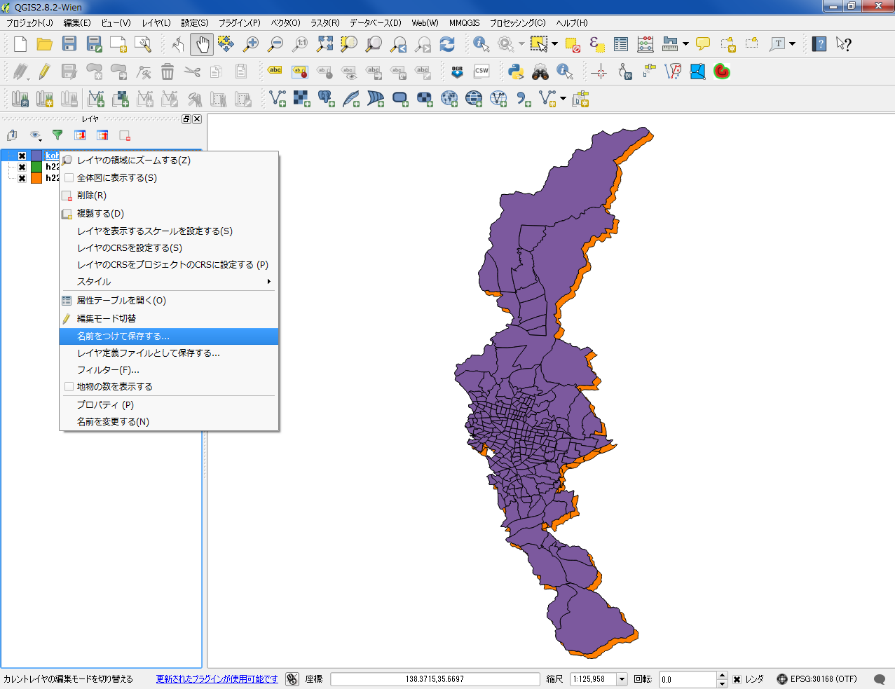 QGIS2.8.2-Wien
プロジェクト(J) 編集(E) ビュー(V) レイヤ(L) 設定(S) プラグイン(P) ベクタ(O) ラスタ(R) データベース(D) Web(W) MMQGIS プロセッシング(C) ヘルプ(H)
abc abc abc abc abc abc CSW
レイヤ
h22
h22
レイヤの領域にズームする(Z)
全体図に表示する(S)
削除(R)
複製する(D)
レイヤを表示するスケールを設定する(S)
レイヤのCRSを設定する(S)
レイヤのCRSをプロジェクトのCRSに設定する (P)
スタイル
属性テーブルを開く(O)
編集モード切替
名前をつけて保存する...
レイヤ定義ファイルとして保存する...
フィルター(F)...
地物の数を表示する
プロパティ (P)
名前を変更する(N)
カレントレイヤの編集モードを切り替える 更新されたプラグインが使用可能です 座標 138.3715,35.6697 縮尺 1:125,958 回転: 0.0 レンダ EPSG:30168 (OTF)